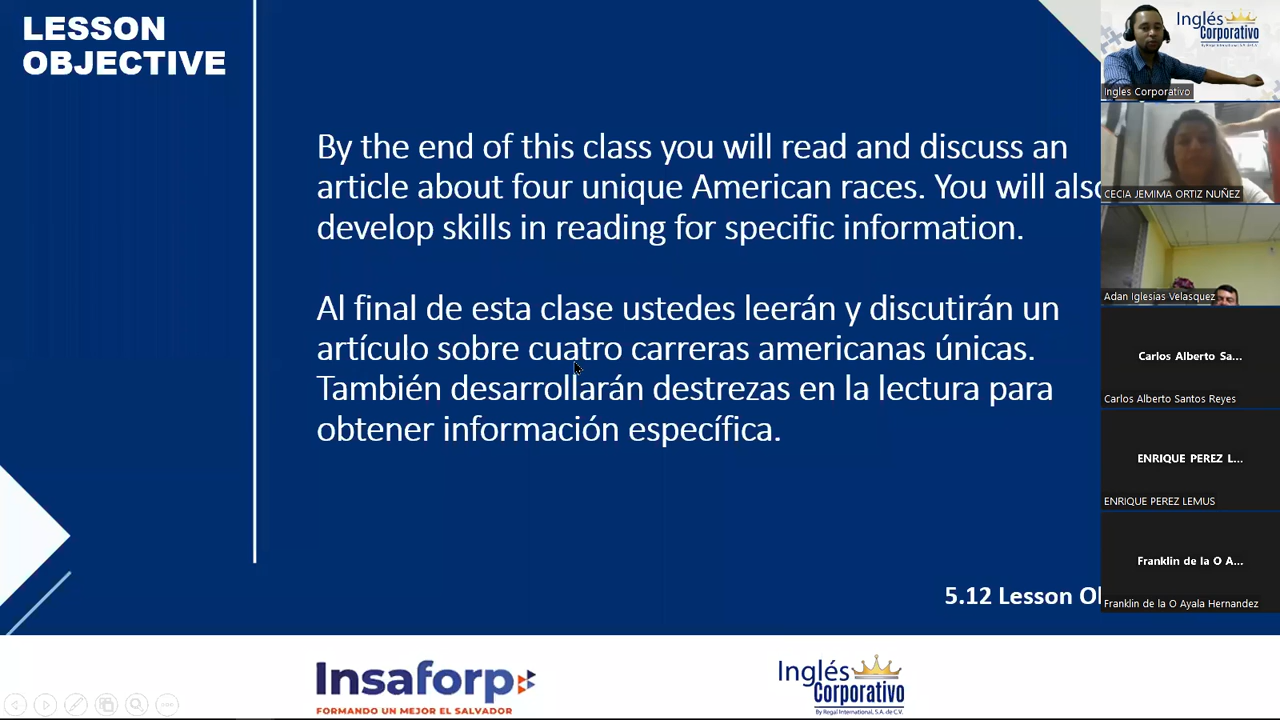 LESSON
OBJECTIVE
By the end of this class you will read and discuss an
article about four unique American races. You will also
develop skills in reading for specific information.
Al final de esta clase ustedes leerán y discutirán un
artículo sobre cuatro carreras americanas únicas.
También desarrollarán destrezas en la lectura para
obtener información específica.
5.12 Lesson
Insaforp
FORMANDO UN MEJOR EL SALVADOR
Inglés
Corporativo
By Regal International, S.A. de C.V.
Inglés
Corporativo
Ingles Corporativo
CECIA JEMIMA ORTIZ NUÑEZ
Adan Iglesias Velasquez
Carlos Alberto Sa...
Carlos Alberto Santos Reyes
ENRIQUE PEREZ L...
ENRIQUE PEREZ LEMUS
Franklin de la O A...
Franklin de la O Ayala Hernandez